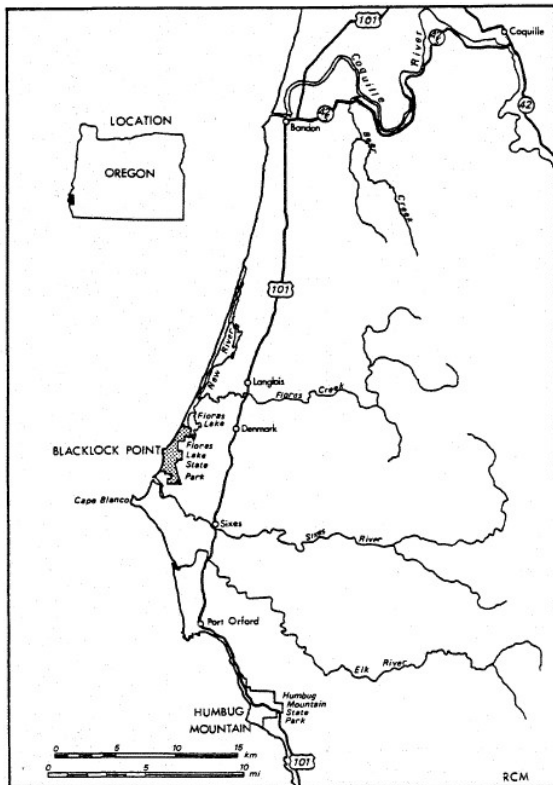 101
Coquille
River
42
S
Coquille
LOCATION
42
S
42
Bandon
Bear
Creek
OREGON
101
New River
Langlois
Floras Creek
Floras
Lake
Denmark
BLACKLOCK POINT
Floras
Lake
State
Park
Cape Blanco
Sixes
Sixes River
Port Orford
Elk River
Humbug
Mountain
State
Park
HUMBUG
MOUNTAIN
0 5 10 15
km
0 5 10
mi
101
RCM